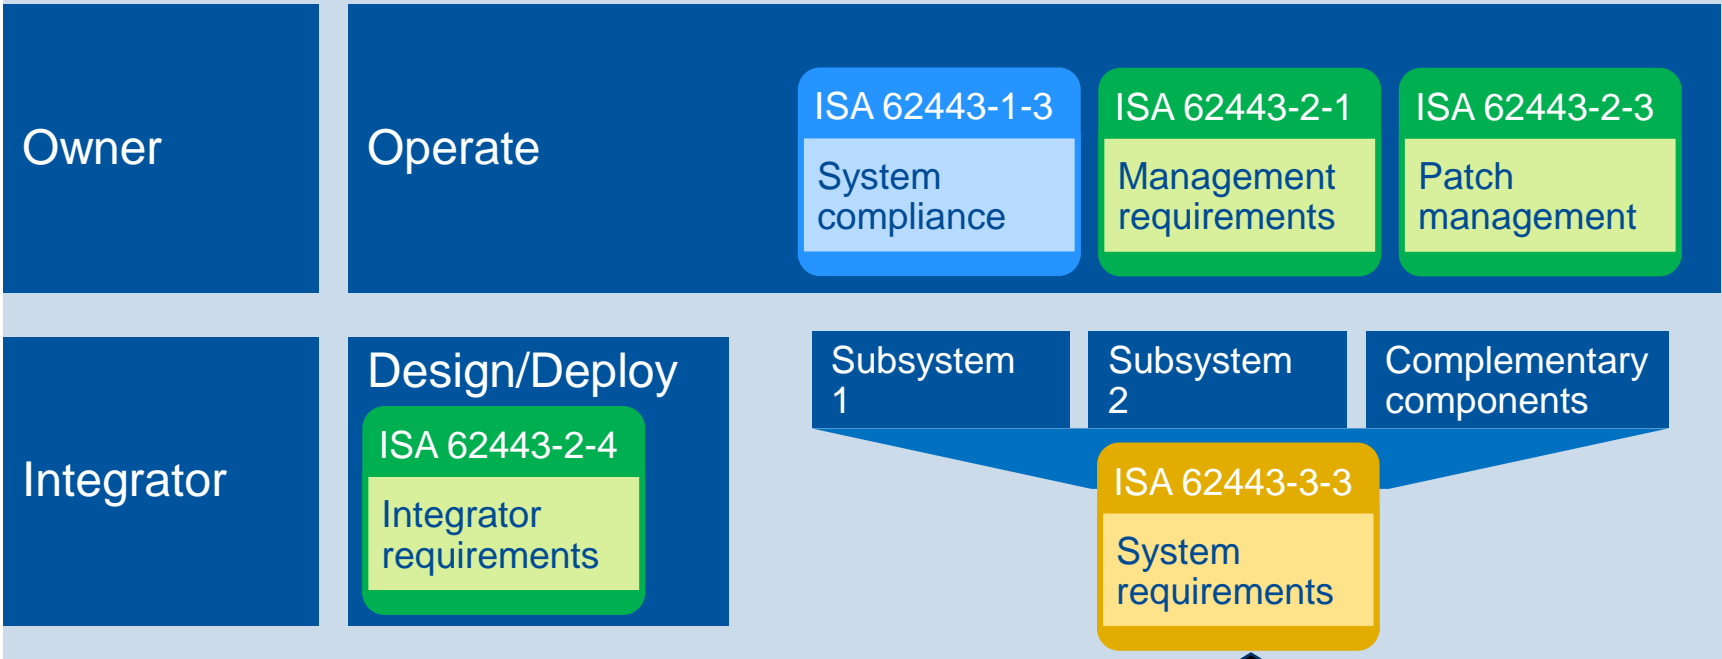 Owner
Operate
ISA 62443-1-3
System
compliance
ISA 62443-2-1
Management
requirements
ISA 62443-2-3
Patch
management
Integrator
Design/Deploy
ISA 62443-2-4
Integrator
requirements
Subsystem
1
Subsystem
2
Complementary
components
ISA 62443-3-3
System
requirements